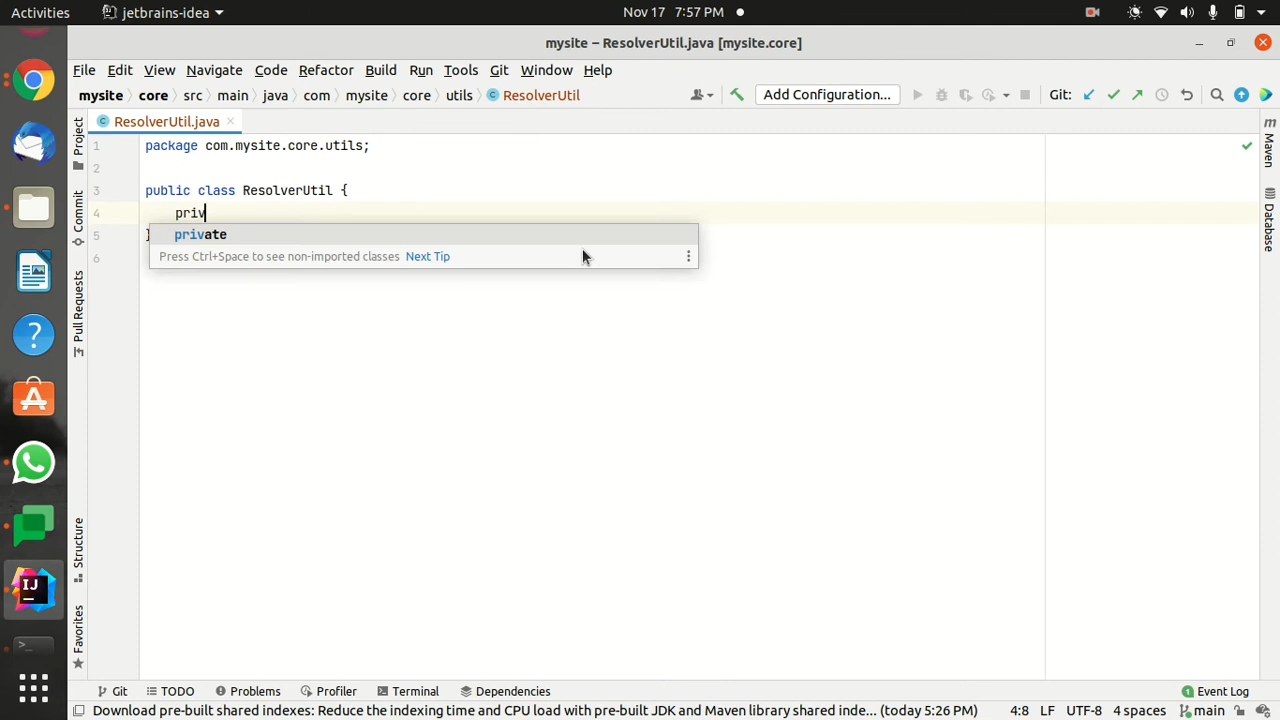 Activities jetbrains-idea Nov 17 7:57 PM
mysite – ResolverUtil.java [mysite.core]
File Edit View Navigate Code Refactor Build Run Tools Git Window Help
mysite core src main java com mysite core utils ResolverUtil Add Configuration... Git:
Project ResolverUtil.java Maven
1 package com.mysite.core.utils;
2
3 public class ResolverUtil {
4 priv
5 }
6
private
Press Ctrl+Space to see non-imported classes Next Tip
Commit
Pull Requests
Structure
Favorites
Database
IJ
Git TODO Problems Profiler Terminal Dependencies 1 Event Log
Download pre-built shared indexes: Reduce the indexing time and CPU load with pre-built JDK and Maven library shared inde... (today 5:26 PM) 4:8 LF UTF-8 4 spaces main